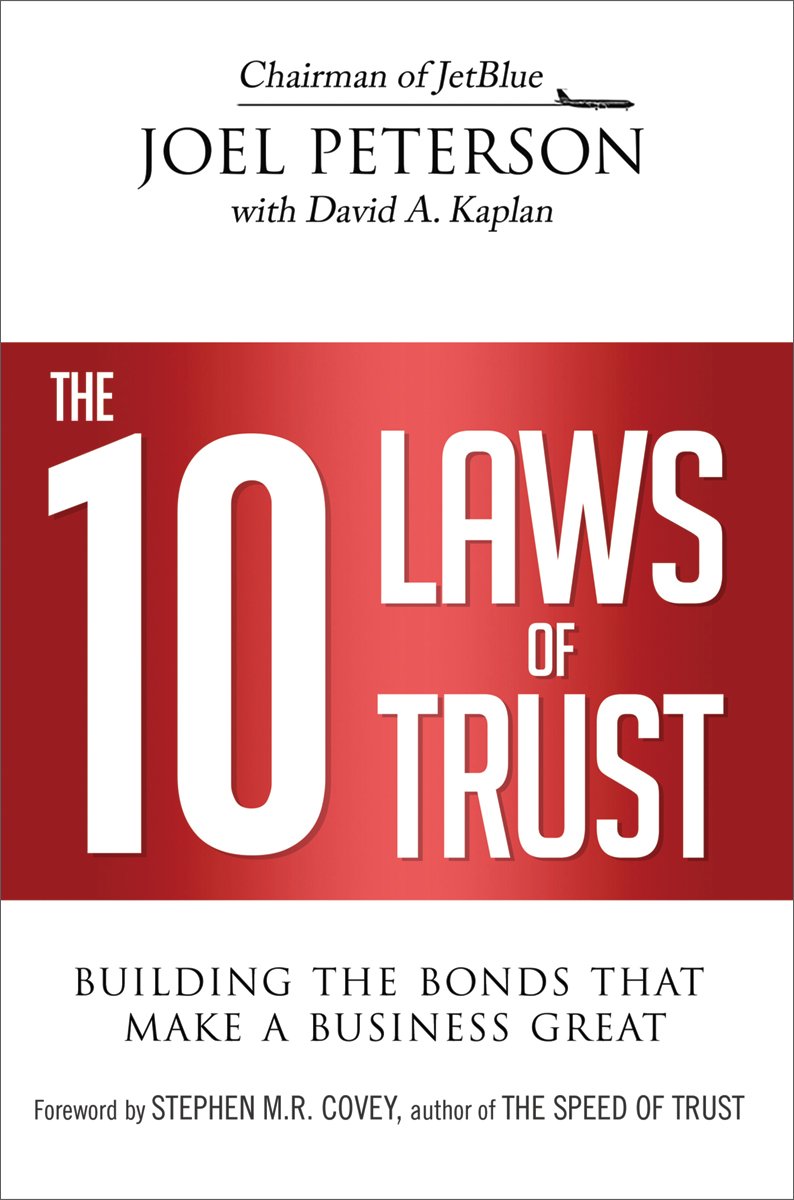 Chairman of JetBlue
JOEL PETERSON
with David A. Kaplan
THE
10
LAWS
OF
TRUST
BUILDING THE BONDS THAT
MAKE A BUSINESS GREAT
Foreword by STEPHEN M.R. COVEY, author of THE SPEED OF TRUST